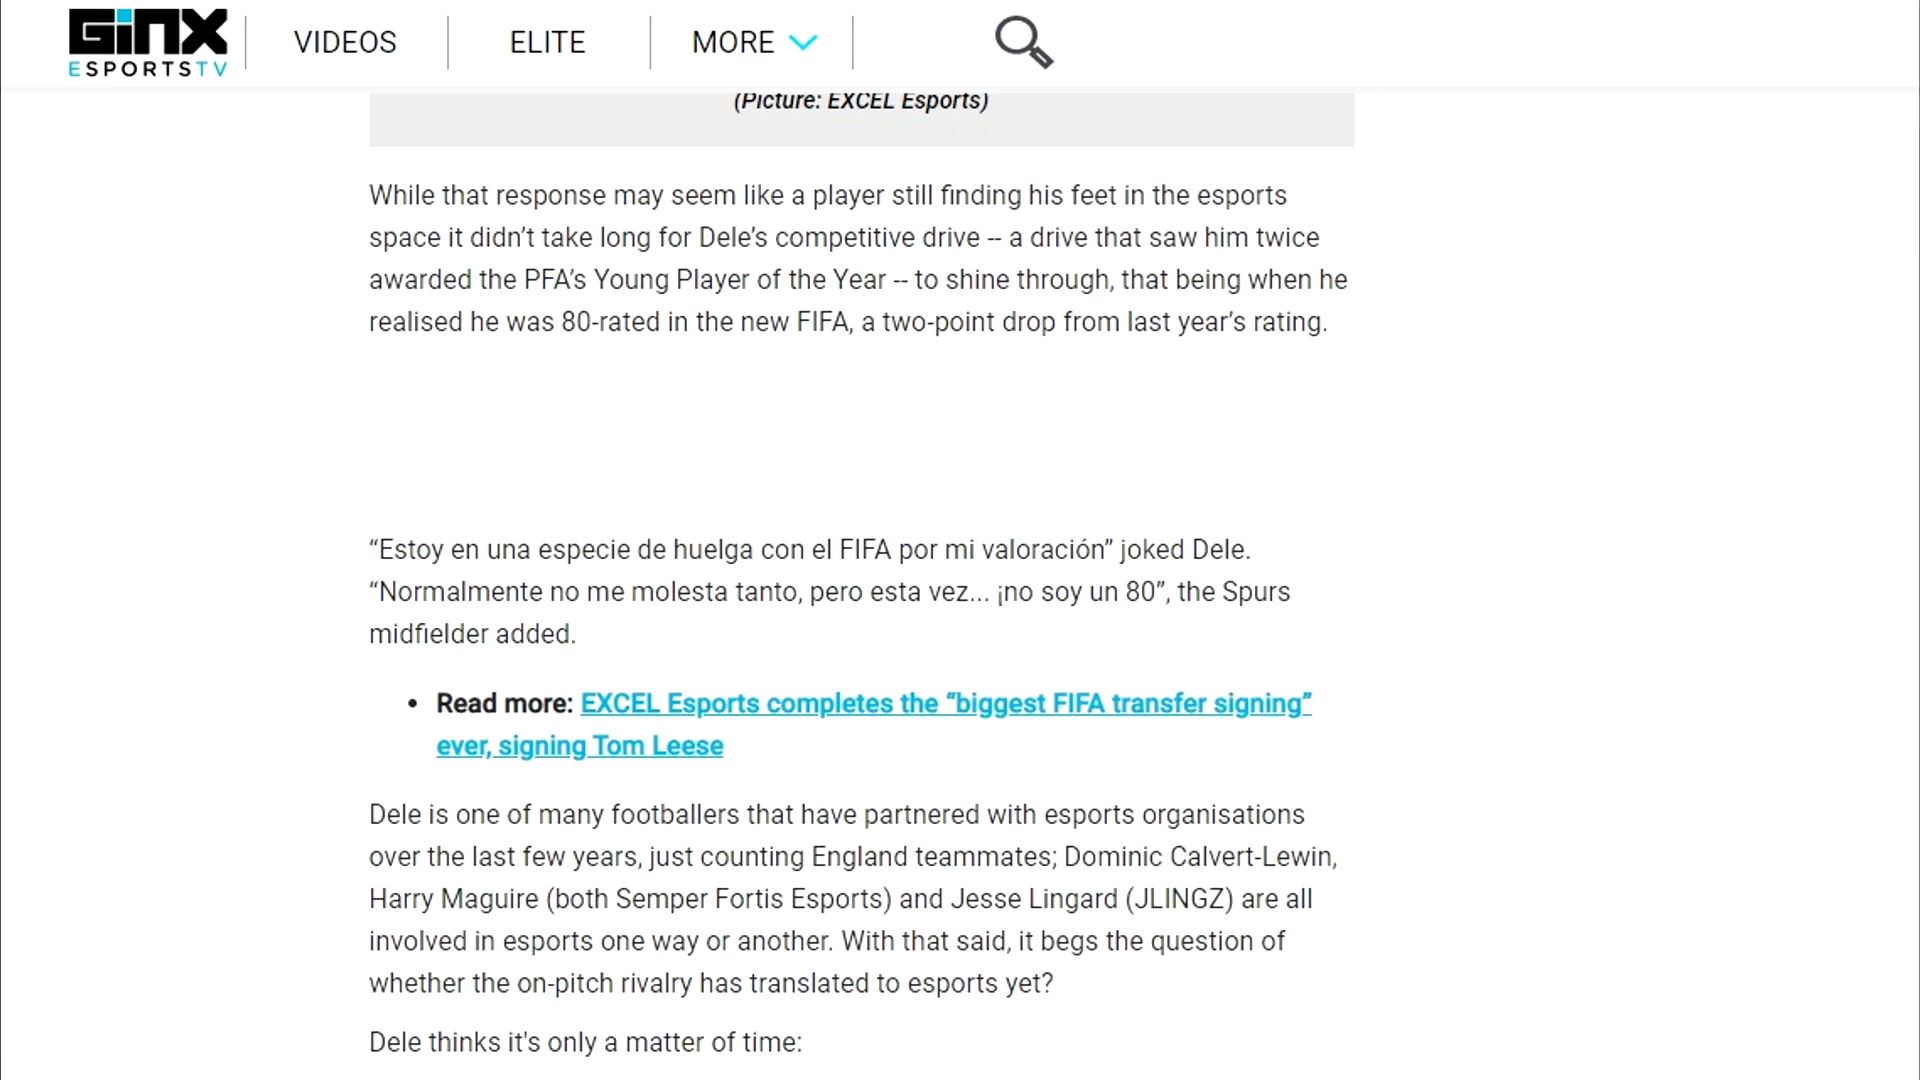 GINX
ESPORTSTV
VIDEOS
ELITE
MORE
(Picture: EXCEL Esports)
While that response may seem like a player still finding his feet in the esports
space it didn’t take long for Dele’s competitive drive -- a drive that saw him twice
awarded the PFA’s Young Player of the Year -- to shine through, that being when he
realised he was 80-rated in the new FIFA, a two-point drop from last year’s rating.
“Estoy en una especie de huelga con el FIFA por mi valoración” joked Dele.
“Normalmente no me molesta tanto, pero esta vez... ¡no soy un 80”, the Spurs
midfielder added.
• Read more: EXCEL Esports completes the “biggest FIFA transfer signing”
ever, signing Tom Leese
Dele is one of many footballers that have partnered with esports organisations
over the last few years, just counting England teammates; Dominic Calvert-Lewin,
Harry Maguire (both Semper Fortis Esports) and Jesse Lingard (JLINGZ) are all
involved in esports one way or another. With that said, it begs the question of
whether the on-pitch rivalry has translated to esports yet?
Dele thinks it's only a matter of time: